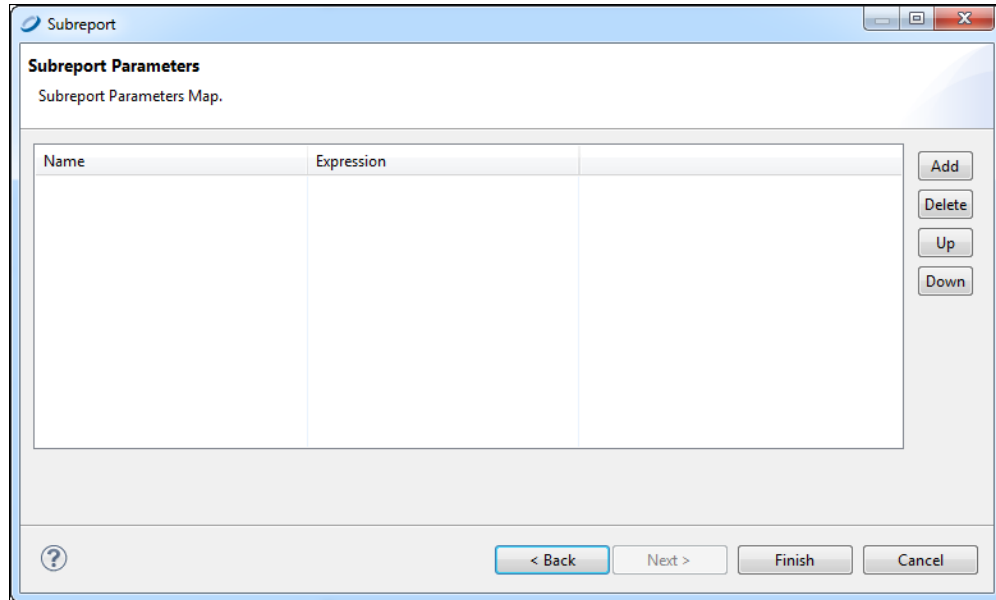 Subreport
Subreport Parameters
Subreport Parameters Map.
Name Expression
Add
Delete
Up
Down
?
< Back Next > Finish Cancel